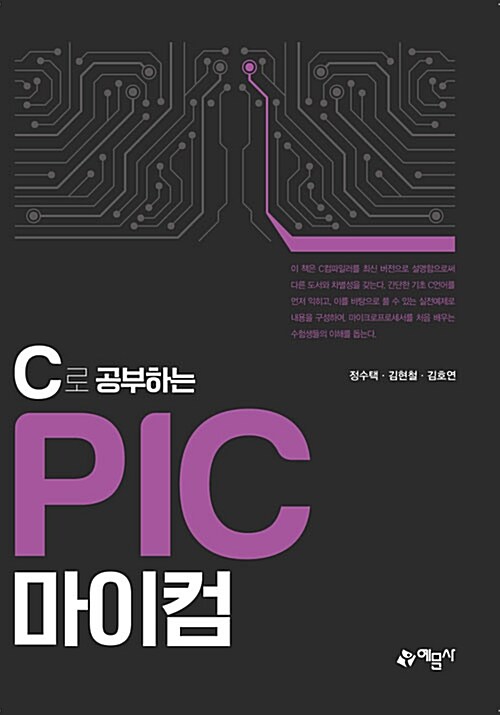 이 책은 C컴파일러를 최신 버전으로 설명함으로써
다른 도서와 차별성을 갖는다. 간단한 기초 C언어를
먼저 익히고, 이를 바탕으로 풀 수 있는 실전예제로
내용을 구성하여, 마이크로프로세서를 처음 배우는
수험생들의 이해를 돕는다.
정수택 · 김현철 · 김호연
C로 공부하는
PIC
마이컴
예문사